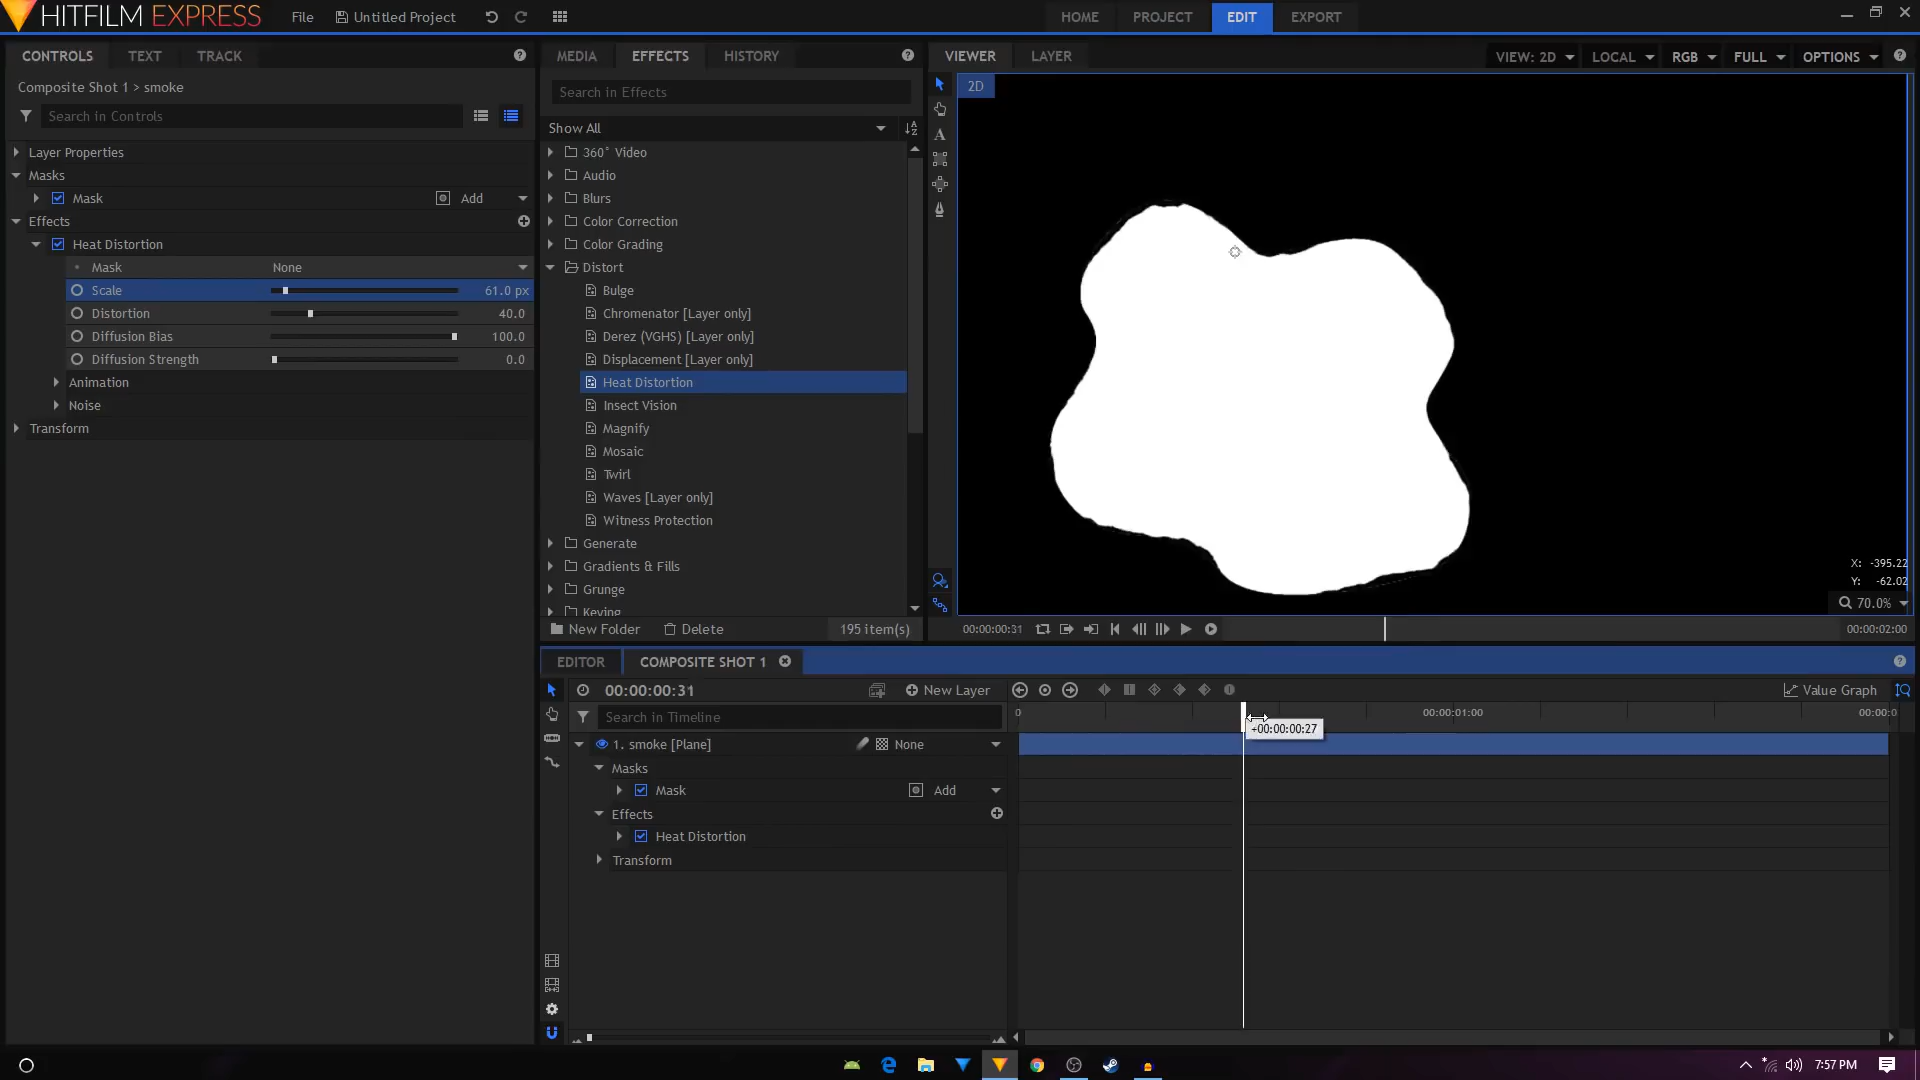 HITFILM EXPRESS
File
Untitled Project
HOME
PROJECT
EDIT
EXPORT
CONTROLS
TEXT
TRACK
Composite Shot 1 > smoke
Search in Controls
Layer Properties
Masks
Mask
Add
Effects
Heat Distortion
Mask
None
Scale
61.0 px
Distortion
40.0
Diffusion Bias
100.0
Diffusion Strength
0.0
Animation
Noise
Transform
MEDIA
EFFECTS
HISTORY
Search in Effects
Show All
360° Video
Audio
Blurs
Color Correction
Color Grading
Distort
Bulge
Chromenator [Layer only]
Derez (VGHS) [Layer only]
Displacement [Layer only]
Heat Distortion
Insect Vision
Magnify
Mosaic
Twirl
Waves [Layer only]
Witness Protection
Generate
Gradients & Fills
Grunge
Keying
New Folder
Delete
195 item(s)
VIEWER
LAYER
VIEW: 2D
LOCAL
RGB
FULL
OPTIONS
2D
A
X: -395.22
Y: -62.02
70.0%
00:00:00:31
00:00:02:00
EDITOR
COMPOSITE SHOT 1
00:00:00:31
New Layer
Value Graph
Search in Timeline
0
00:00:01:00
00:00:0
+00:00:00:27
1. smoke [Plane]
None
Masks
Mask
Add
Effects
Heat Distortion
Transform
7:57 PM